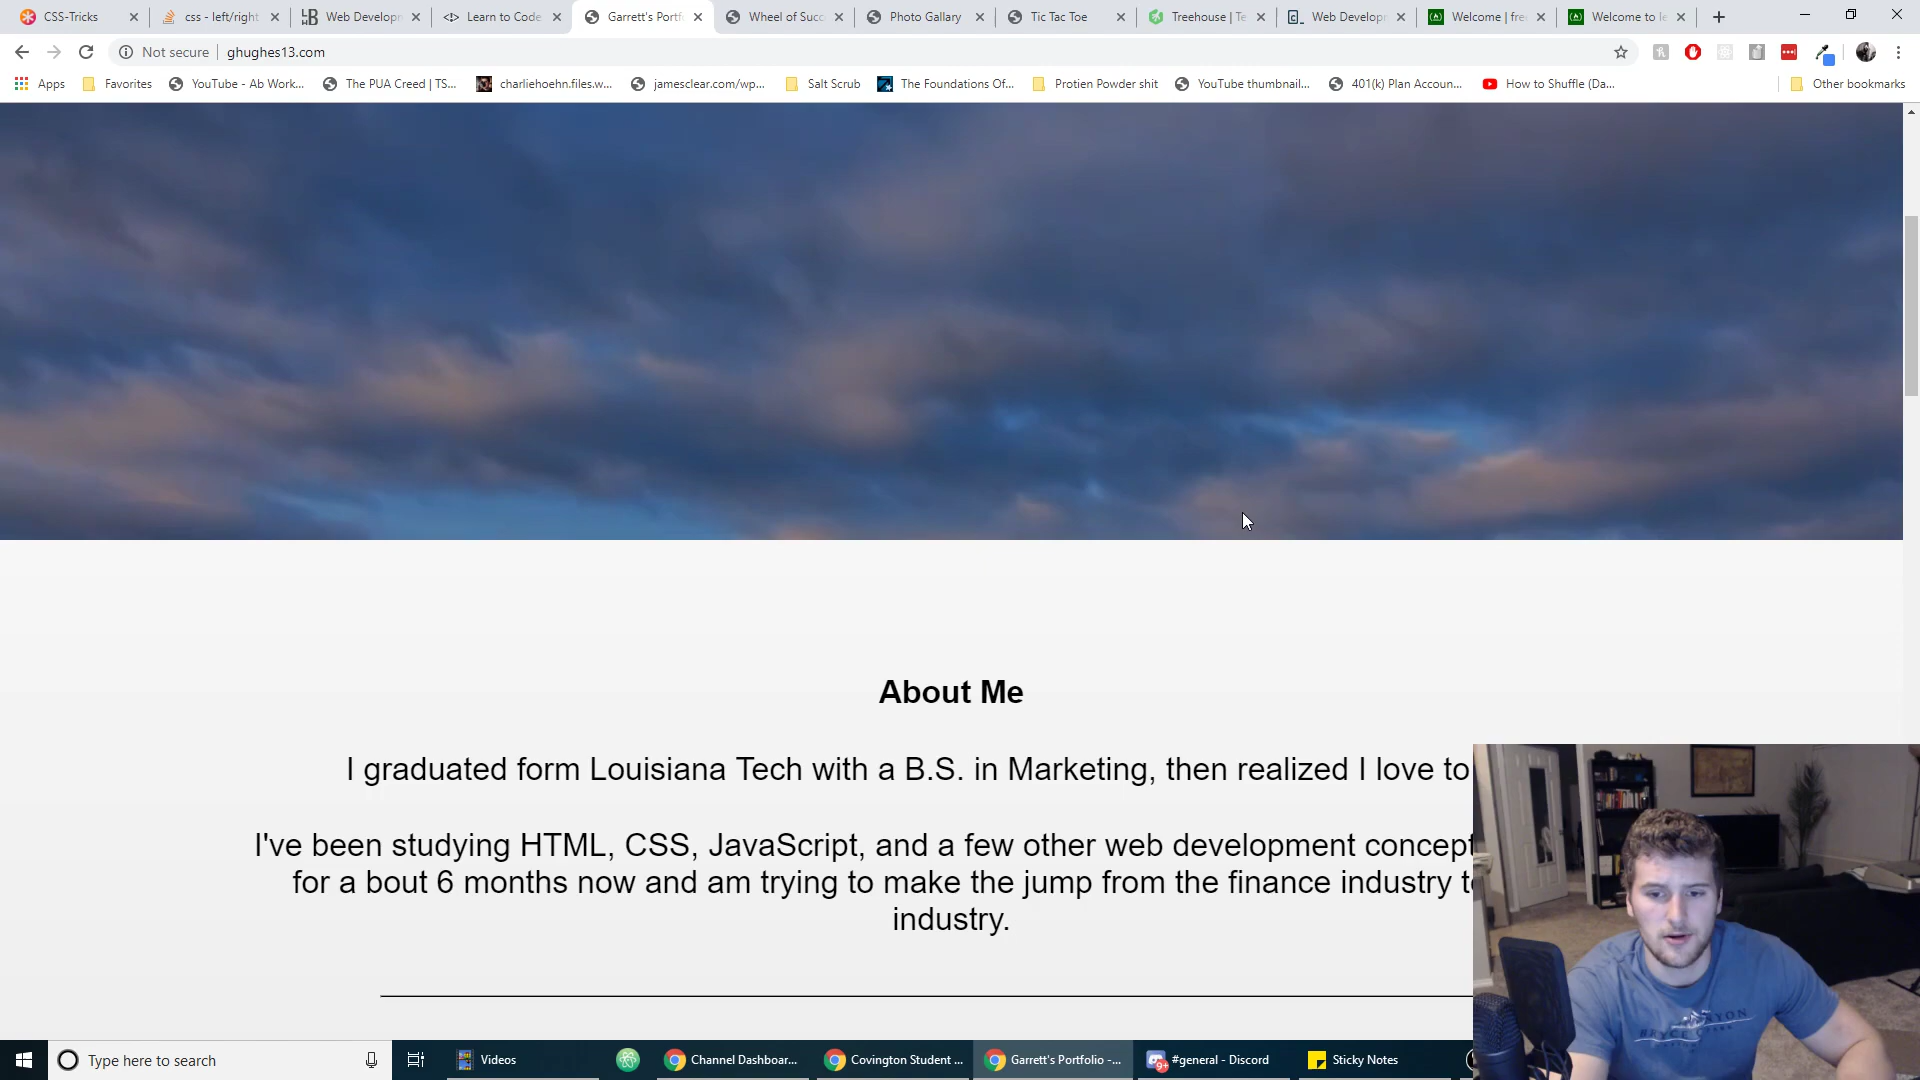 CSS-Tricks
css - left/right
Web Developm
Learn to Code
Garrett's Portf
Wheel of Succ
Photo Gallary
Tic Tac Toe
Treehouse | Te
Web Develop
Welcome | fre
Welcome to le
Not secure
ghughes13.com
Apps
Favorites
YouTube - Ab Work...
The PUA Creed | TS...
charliehoehn.files.w...
jamesclear.com/wp...
Salt Scrub
The Foundations Of...
Protien Powder shit
YouTube thumbnail...
401(k) Plan Accoun...
How to Shuffle (Da...
Other bookmarks
About Me
I graduated form Louisiana Tech with a B.S. in Marketing, then realized I love to
I've been studying HTML, CSS, JavaScript, and a few other web development concept
for a bout 6 months now and am trying to make the jump from the finance industry t
industry.
Type here to search
Videos
Channel Dashboar...
Covington Student ...
Garrett's Portfolio -...
9+
#general - Discord
Sticky Notes